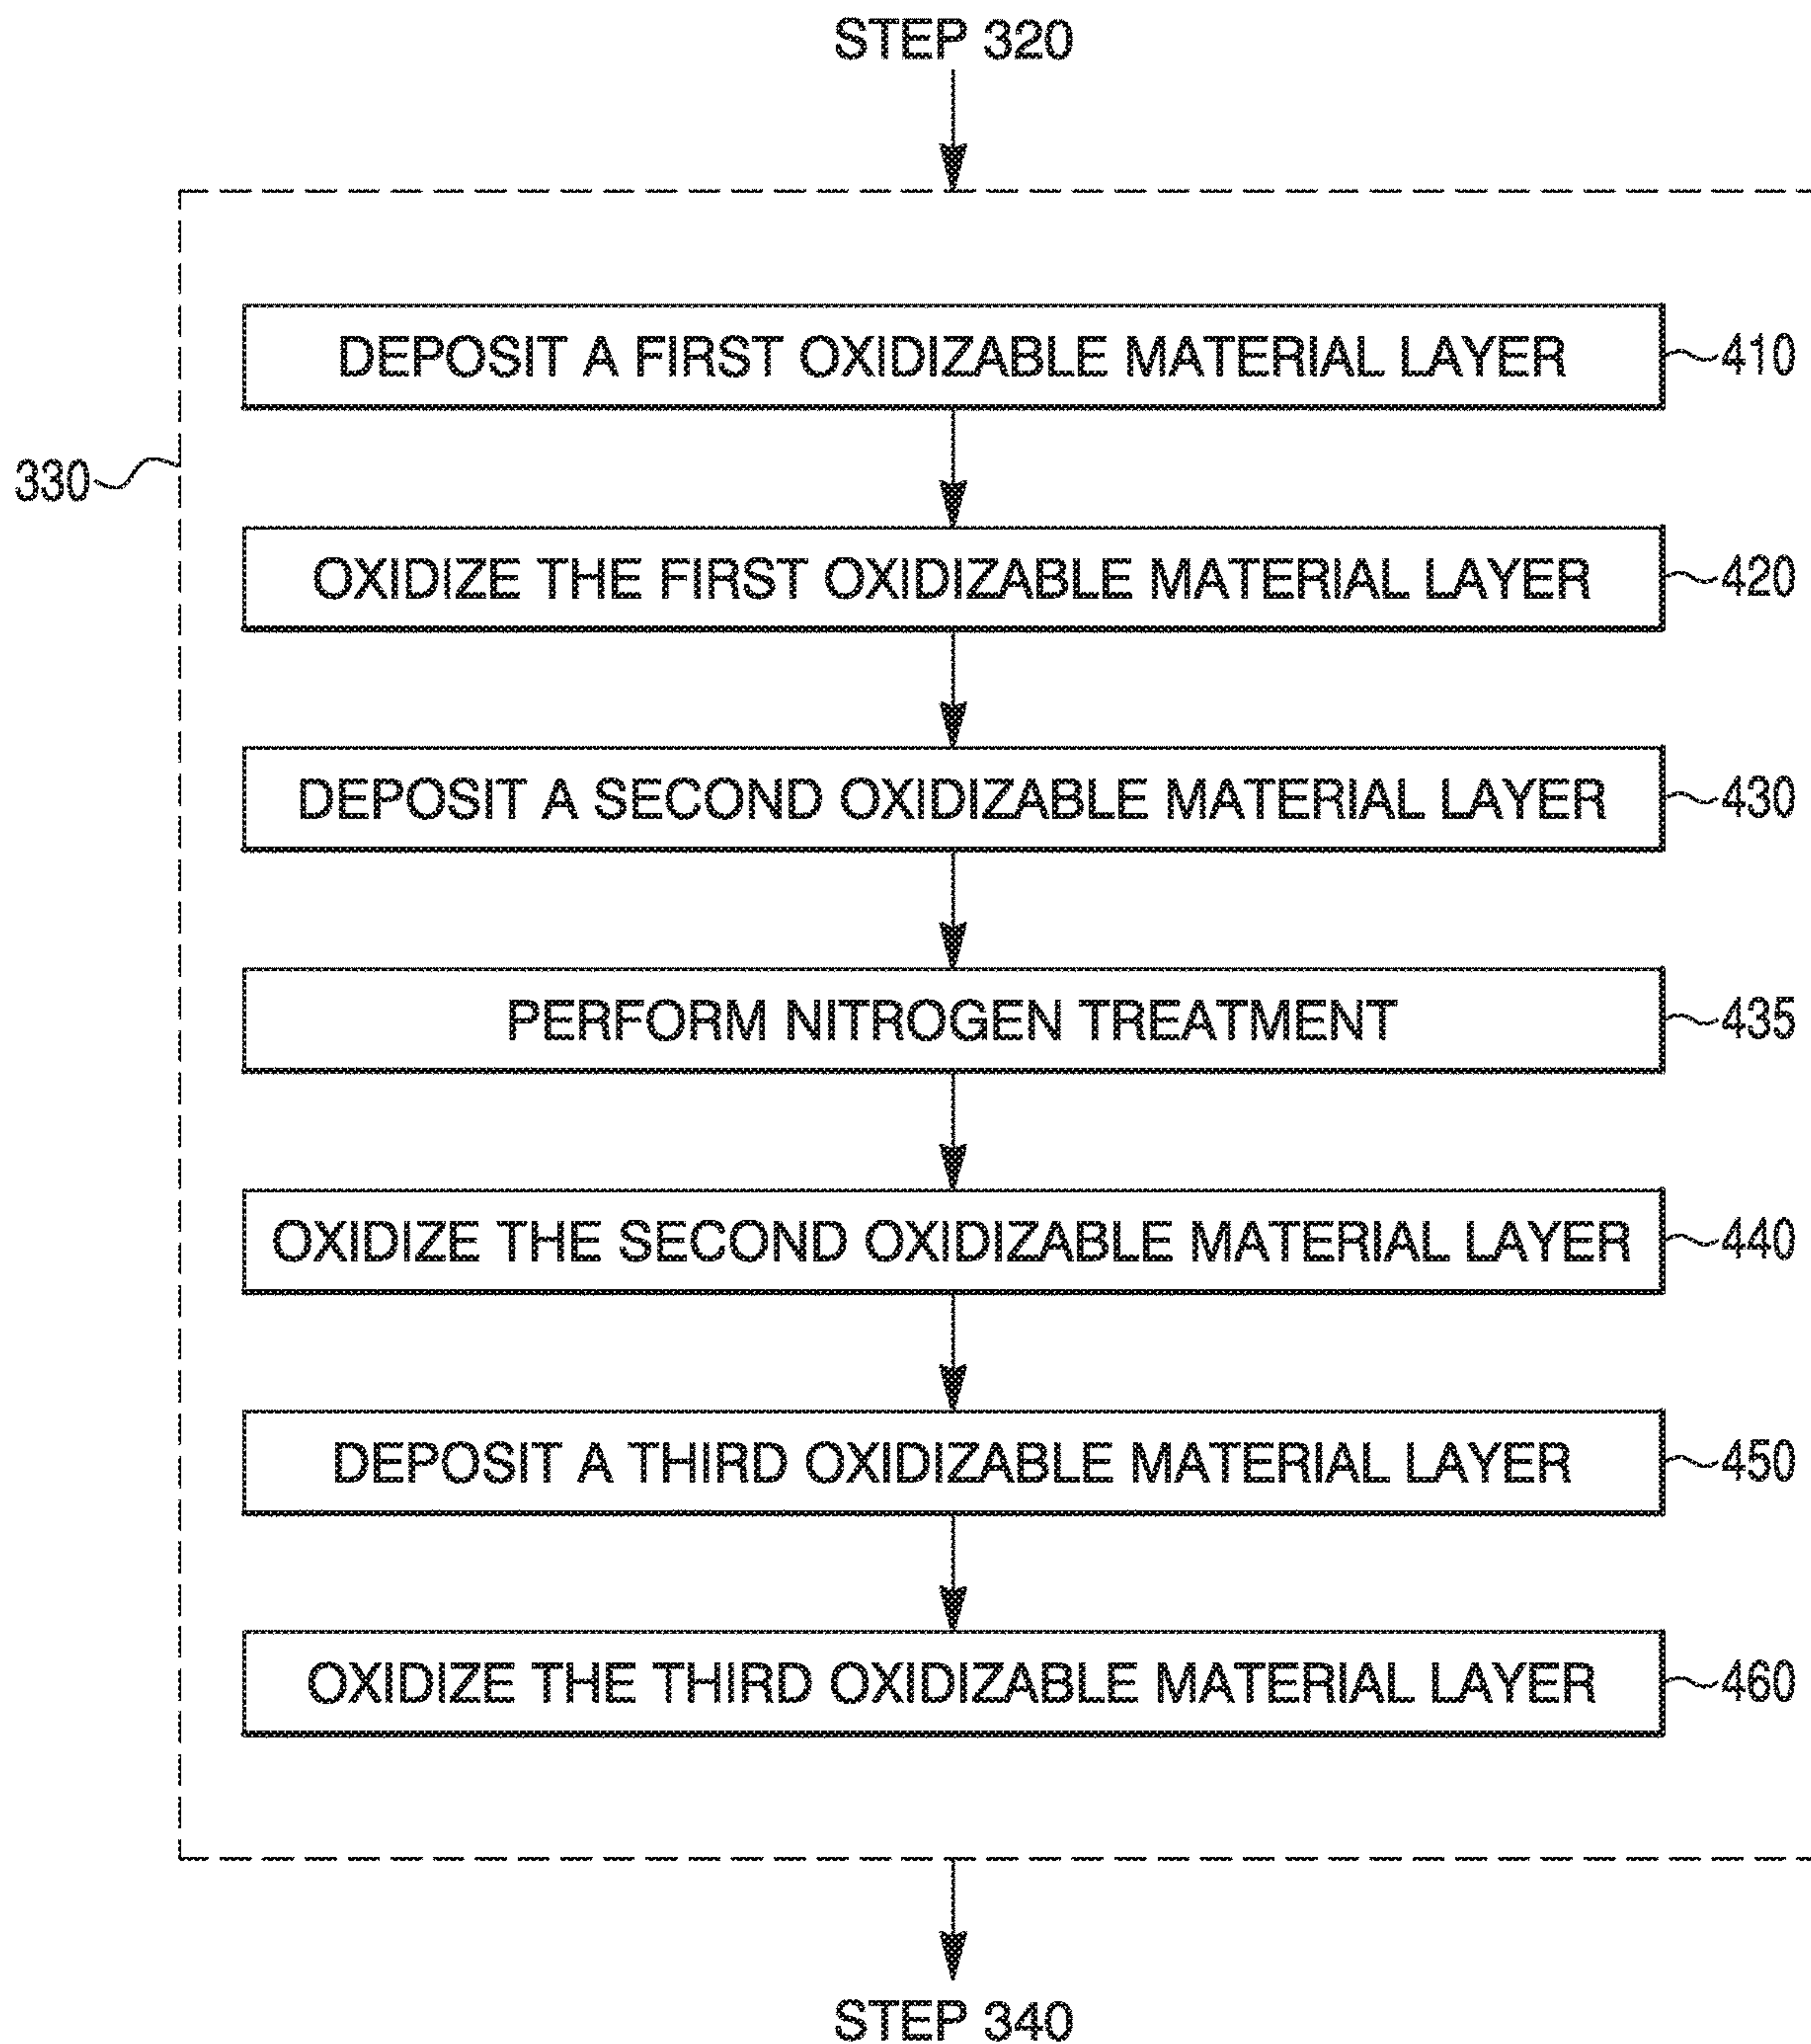 STEP 320
DEPOSIT A FIRST OXIDIZABLE MATERIAL LAYER
410
330
OXIDIZE THE FIRST OXIDIZABLE MATERIAL LAYER
420
DEPOSIT A SECOND OXIDIZABLE MATERIAL LAYER
430
PERFORM NITROGEN TREATMENT
435
OXIDIZE THE SECOND OXIDIZABLE MATERIAL LAYER
440
DEPOSIT A THIRD OXIDIZABLE MATERIAL LAYER
450
OXIDIZE THE THIRD OXIDIZABLE MATERIAL LAYER
460
STEP 340